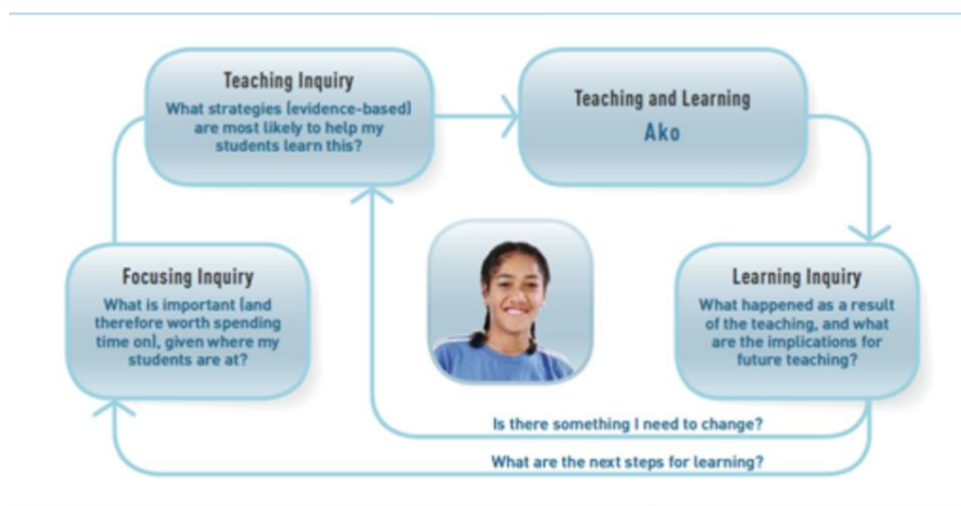 Teaching Inquiry
What strategies (evidence-based)
are most likely to help my
students learn this?
Teaching and Learning
Ako
Focusing Inquiry
What is important (and
therefore worth spending
time on), given where my
students are at?
Learning Inquiry
What happened as a result
of the teaching, and what
are the implications for
future teaching?
Is there something I need to change?
What are the next steps for learning?